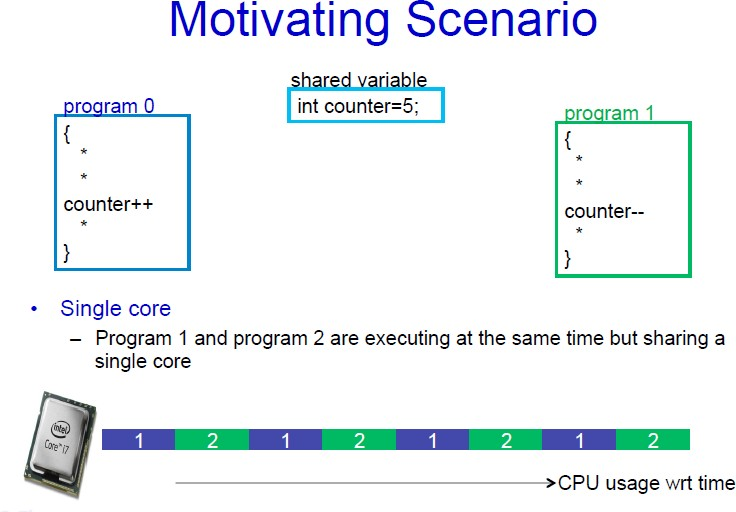 Motivating Scenario
shared variable
int counter=5;
program 0
{
*
*
counter++
*
}
program 1
{
*
*
counter--
*
}
• Single core
– Program 1 and program 2 are executing at the same time but sharing a
single core
intel
Core™ i7
1 2 1 2 1 2 1 2
CPU usage wrt time